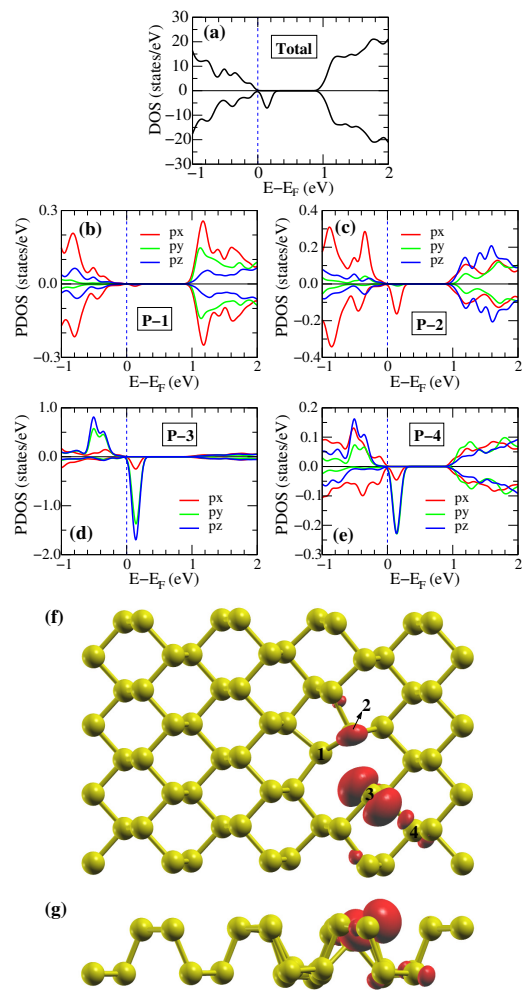 (a)
Total
DOS (states/eV)
30
20
10
0
−10
−20
−30
−1
0
1
2
E−EF (eV)
(b)
px
py
pz
P−1
PDOS (states/eV)
0.3
0.0
−0.3
−1
0
1
2
E−EF (eV)
(c)
px
py
pz
P−2
PDOS (states/eV)
0.4
0.2
0.0
−0.2
−0.4
−1
0
1
2
E−EF (eV)
P−3
px
py
pz
(d)
PDOS (states/eV)
1.0
0.0
−1.0
−2.0
−1
0
1
2
E−EF (eV)
P−4
px
py
pz
(e)
PDOS (states/eV)
0.2
0.1
0.0
−0.1
−0.2
−0.3
−1
0
1
2
E−EF (eV)
(f)
2
1
3
4
(g)